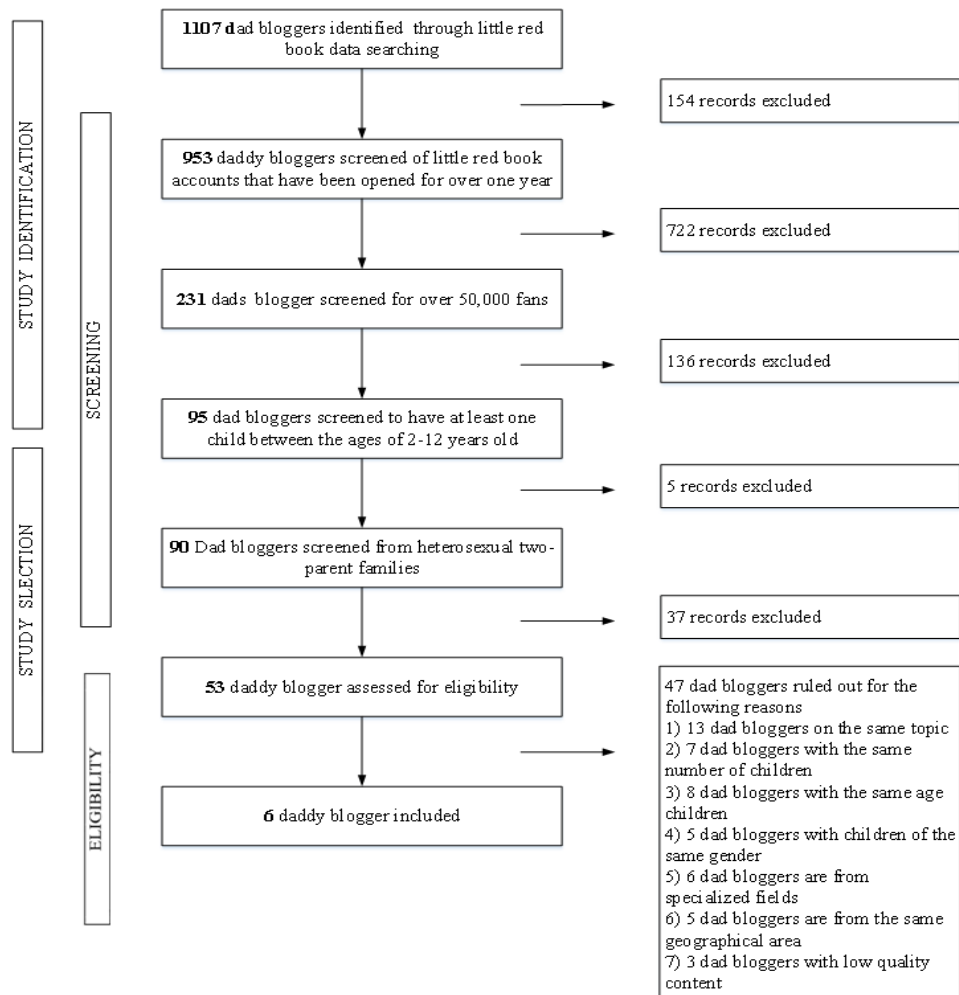 1107 dad bloggers identified through little red
book data searching
154 records excluded
953 daddy bloggers screened of little red book
accounts that have been opened for over one year
722 records excluded
231 dads blogger screened for over 50,000 fans
136 records excluded
95 dad bloggers screened to have at least one
child between the ages of 2-12 years old
5 records excluded
90 Dad bloggers screened from heterosexual two-
parent families
37 records excluded
53 daddy blogger assessed for eligibility
47 dad bloggers ruled out for the
following reasons
1) 13 dad bloggers on the same topic
2) 7 dad bloggers with the same
number of children
3) 8 dad bloggers with the same age
children
4) 5 dad bloggers with children of the
same gender
5) 6 dad bloggers are from
specialized fields
6) 5 dad bloggers are from the same
geographical area
7) 3 dad bloggers with low quality
content
6 daddy blogger included
STUDY IDENTIFICATION
SCREENING
STUDY SLECTION
ELIGIBILITY